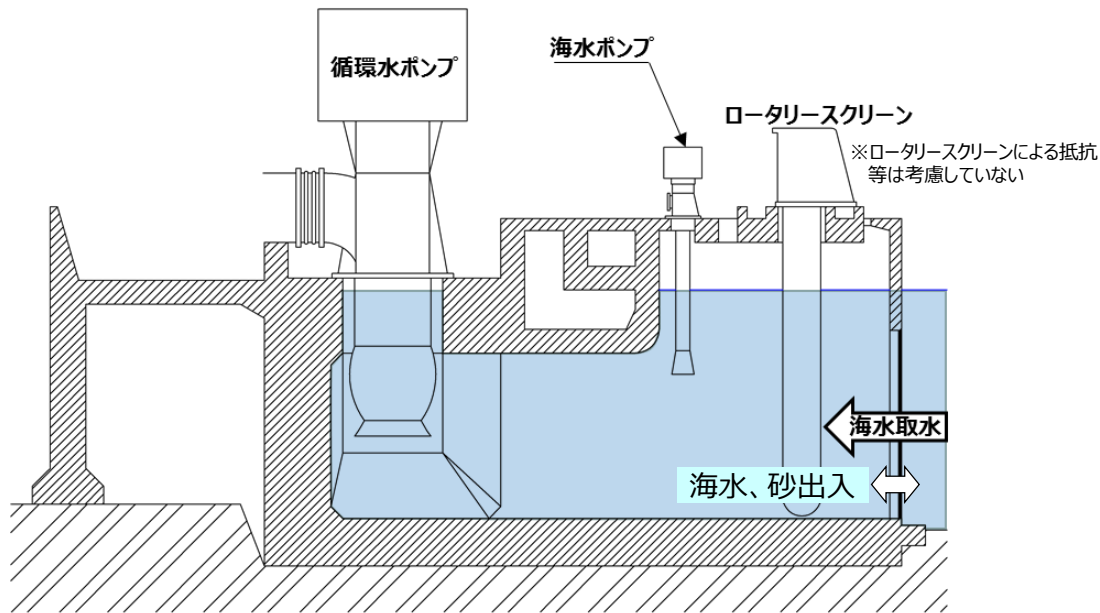 循環水ポンプ
海水ポンプ
ロータリースクリーン
※ロータリースクリーンによる抵抗
等は考慮していない
海水取水
海水、砂出入